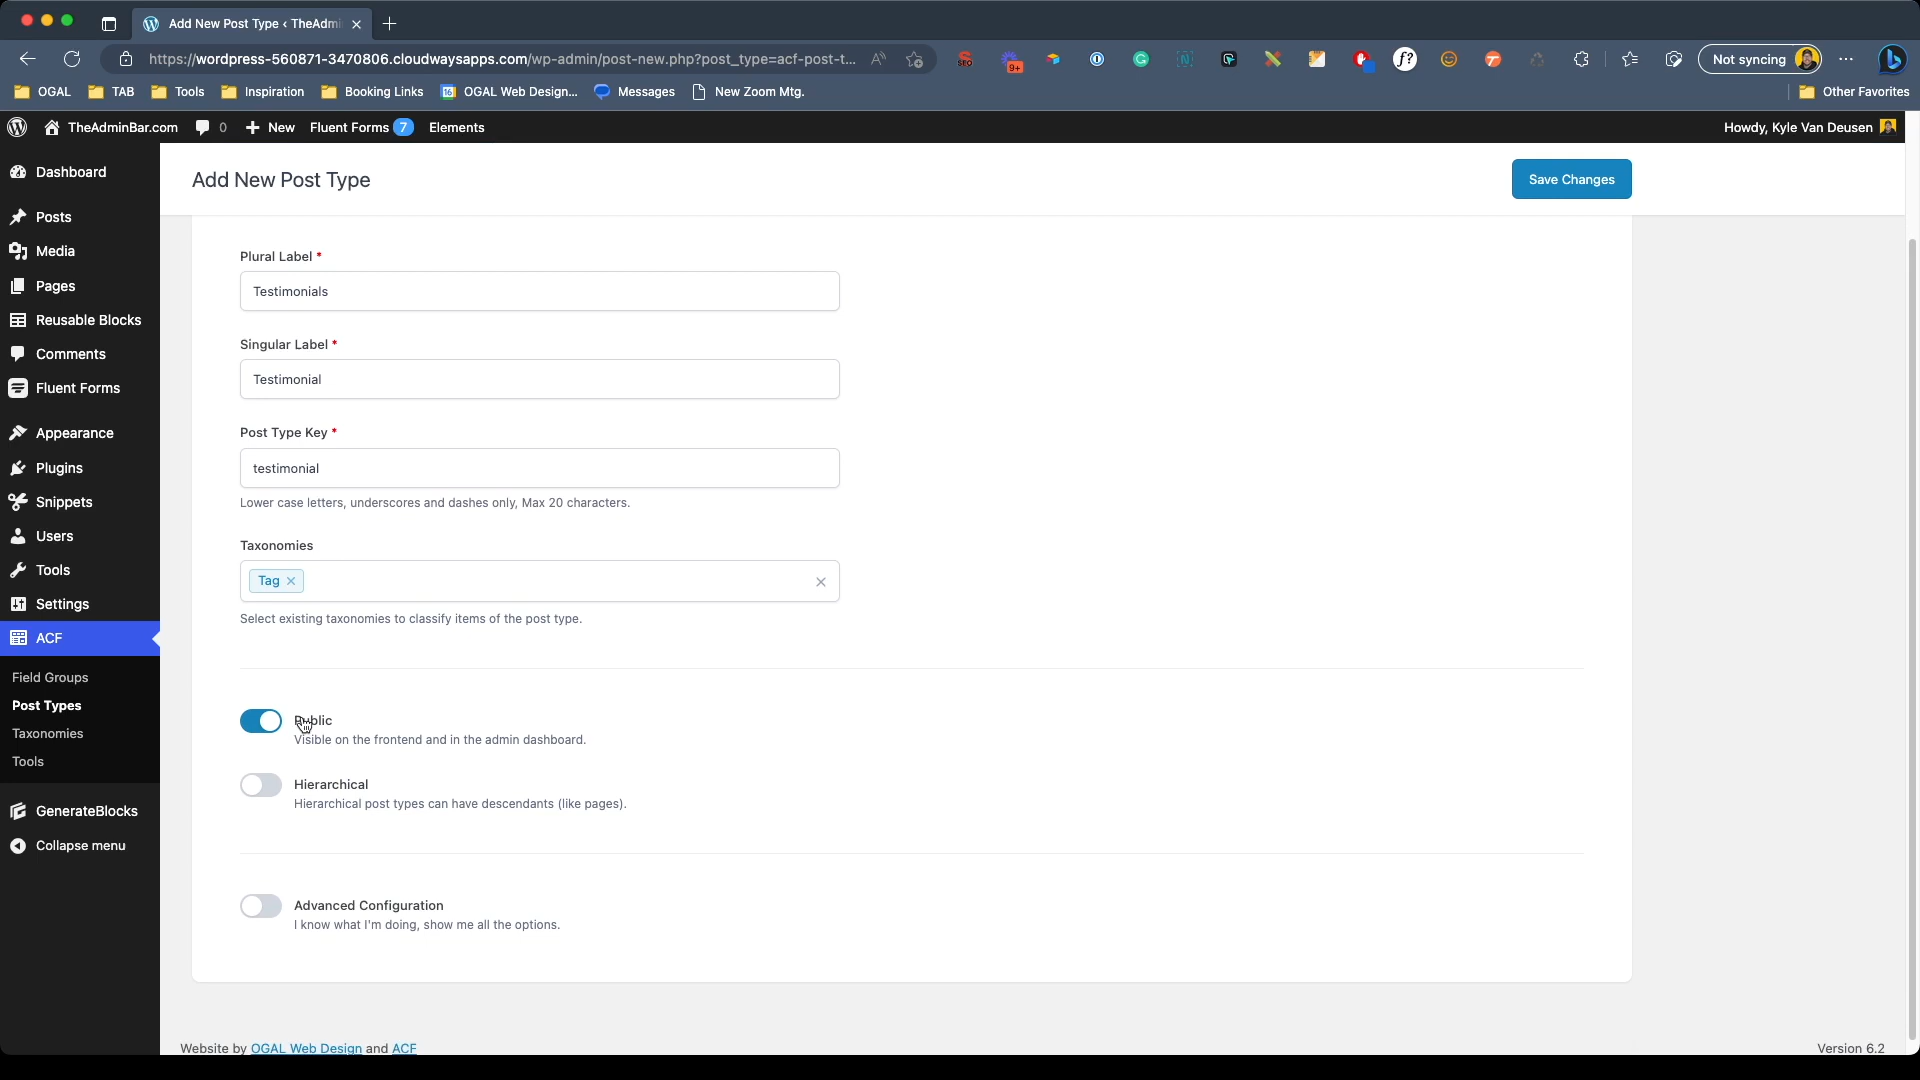 Add New Post Type ‹ TheAdmi
https://wordpress-560871-3470806.cloudwaysapps.com/wp-admin/post-new.php?post_type=acf-post-t...
9+
Not syncing
OGAL
TAB
Tools
Inspiration
Booking Links
OGAL Web Design...
Messages
New Zoom Mtg.
Other Favorites
TheAdminBar.com
0
New
Fluent Forms 7
Elements
Howdy, Kyle Van Deusen
Dashboard
Posts
Media
Pages
Reusable Blocks
Comments
Fluent Forms
Appearance
Plugins
Snippets
Users
Tools
Settings
ACF
Field Groups
Post Types
Taxonomies
Tools
GenerateBlocks
Collapse menu
Add New Post Type
Save Changes
Plural Label *
Testimonials
Singular Label *
Testimonial
Post Type Key *
testimonial
Lower case letters, underscores and dashes only, Max 20 characters.
Taxonomies
Tag
Select existing taxonomies to classify items of the post type.
Public
Visible on the frontend and in the admin dashboard.
Hierarchical
Hierarchical post types can have descendants (like pages).
Advanced Configuration
I know what I'm doing, show me all the options.
Website by OGAL Web Design and ACF
Version 6.2